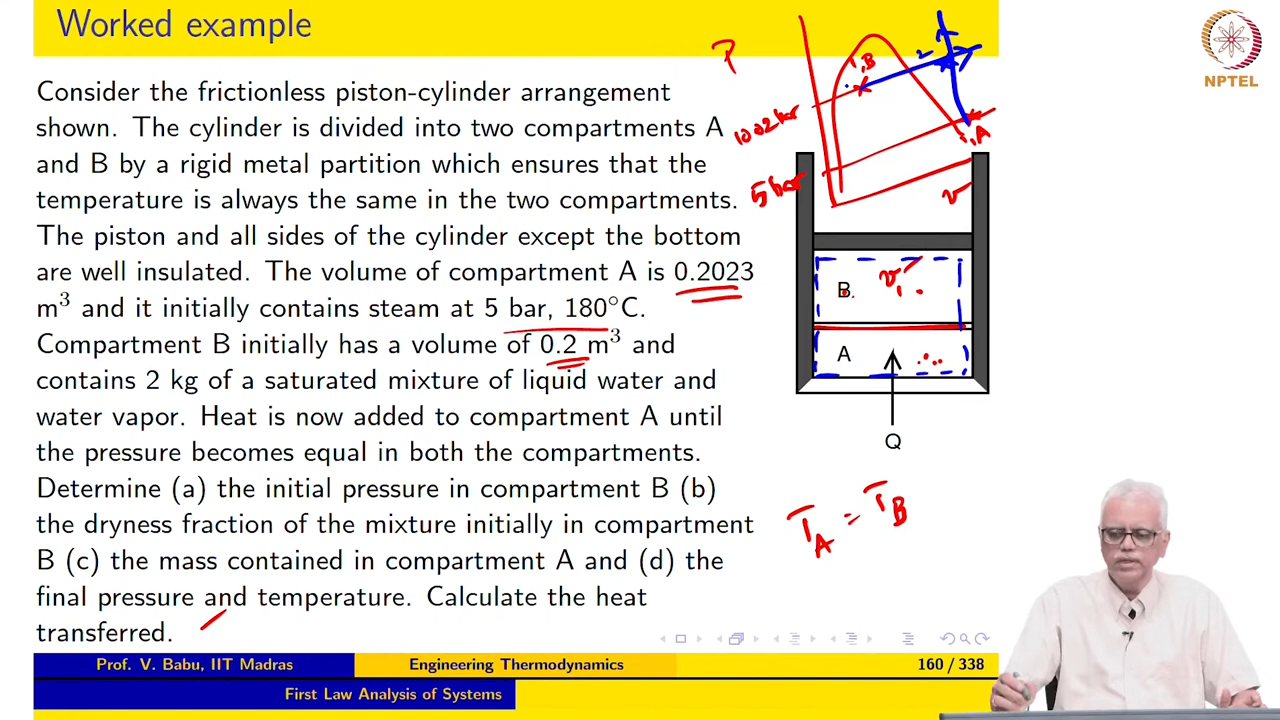 Worked example
NPTEL
Consider the frictionless piston-cylinder arrangement
shown. The cylinder is divided into two compartments A
and B by a rigid metal partition which ensures that the
temperature is always the same in the two compartments.
The piston and all sides of the cylinder except the bottom
are well insulated. The volume of compartment A is 0.2023
m³ and it initially contains steam at 5 bar, 180°C.
Compartment B initially has a volume of 0.2 m³ and
contains 2 kg of a saturated mixture of liquid water and
water vapor. Heat is now added to compartment A until
the pressure becomes equal in both the compartments.
Determine (a) the initial pressure in compartment B (b)
the dryness fraction of the mixture initially in compartment
B (c) the mass contained in compartment A and (d) the
final pressure and temperature. Calculate the heat
transferred.
P
1,B
2
1,A
5 bar
v
B
A
Q
T_A = T_B
Prof. V. Babu, IIT Madras
Engineering Thermodynamics
160 / 338
First Law Analysis of Systems